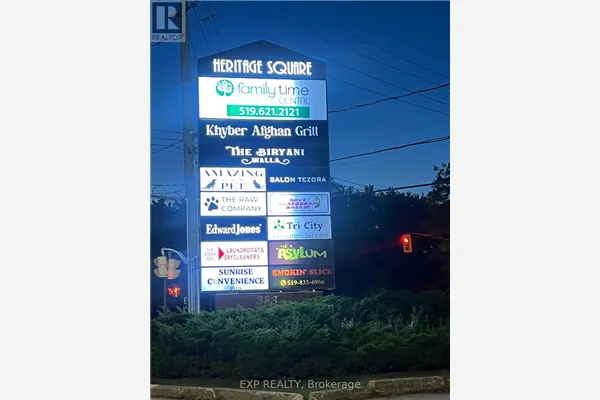 REALTOR
HERITAGE SQUARE
family time
DENTAL
519.621.2121
Khyber Afghan Grill
THE BIRYANI
WALLA
AMAZING
PET
SALON TEZORA
THE RAW
COMPANY
Edward Jones
Tri-City
LAUNDROMAT &
DRYCLEANERS
THE
ASYLUM
SUNRISE
CONVENIENCE
SMOKIN' SLICE
519-835-6966
383
EXP REALTY, Brokerage